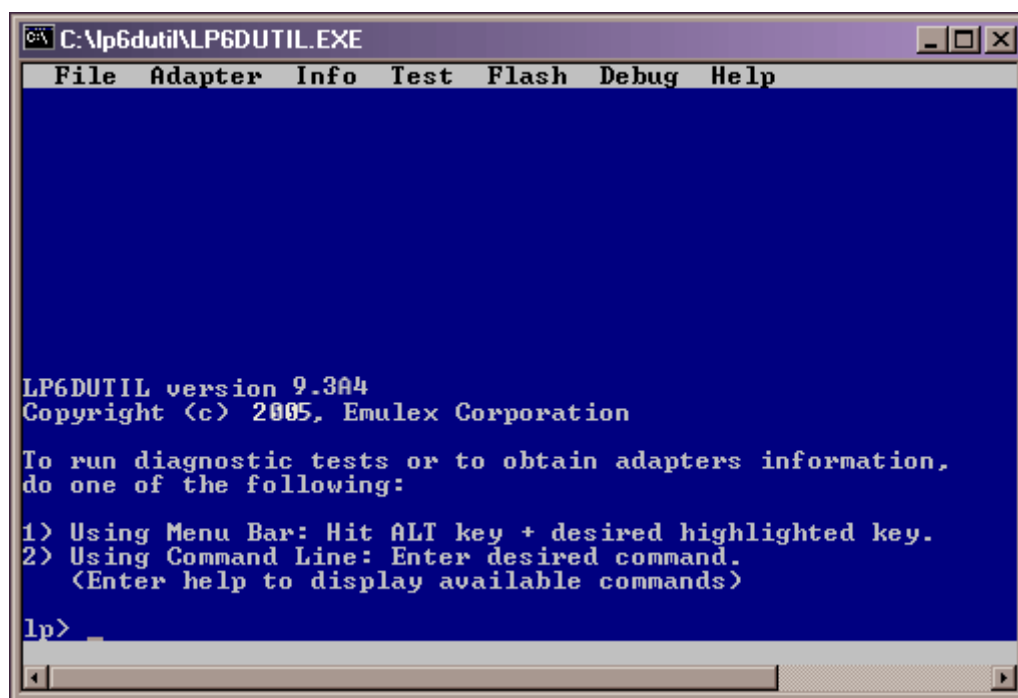 C:\lp6dutil\LP6DUTIL.EXE
File Adapter Info Test Flash Debug Help
LP6DUTIL version 9.3A4
Copyright (c) 2005, Emulex Corporation
To run diagnostic tests or to obtain adapters information,
do one of the following:
1) Using Menu Bar: Hit ALT key + desired highlighted key.
2) Using Command Line: Enter desired command.
(Enter help to display available commands)
lp> _